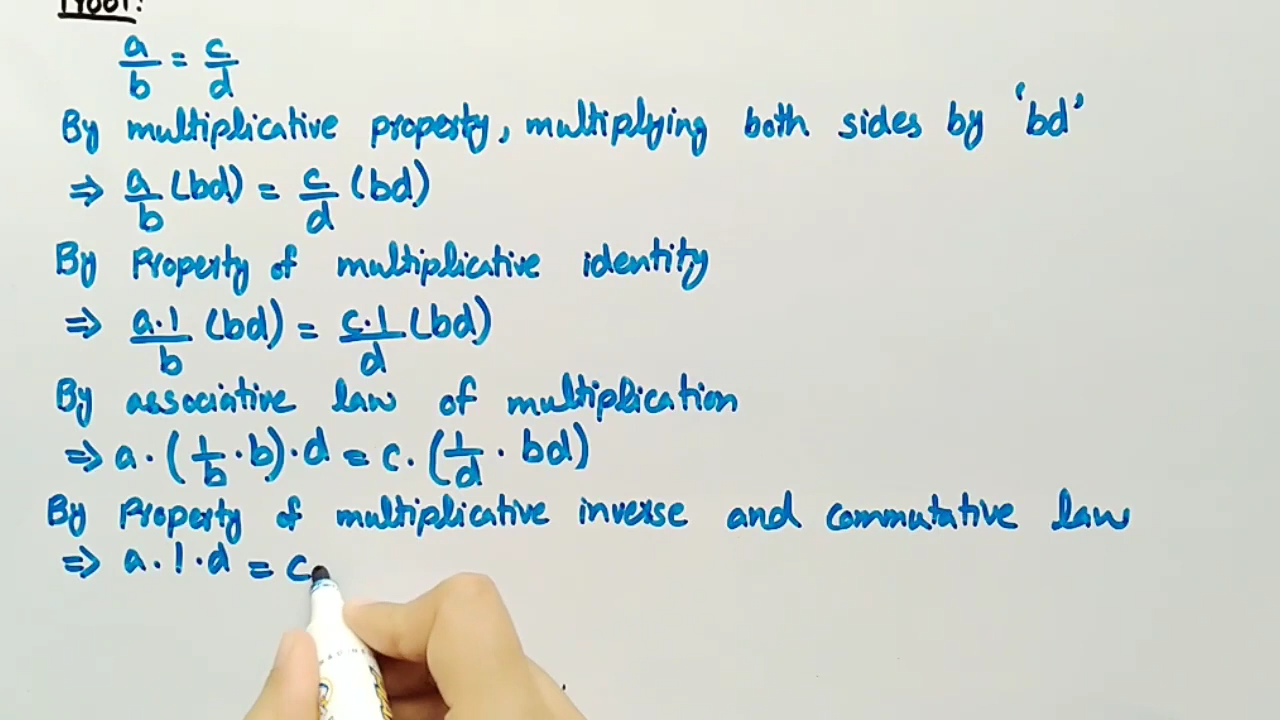 Proof:
a/b = c/d
By multiplicative property, multiplying both sides by 'bd'
⇒ a/b (bd) = c/d (bd)
By Property of multiplicative identity
⇒ a.1/b (bd) = c.1/d (bd)
By associative law of multiplication
⇒ a · (1/b · b) · d = c · (1/d · bd)
By Property of multiplicative inverse and commutative law
⇒ a · 1 · d = c